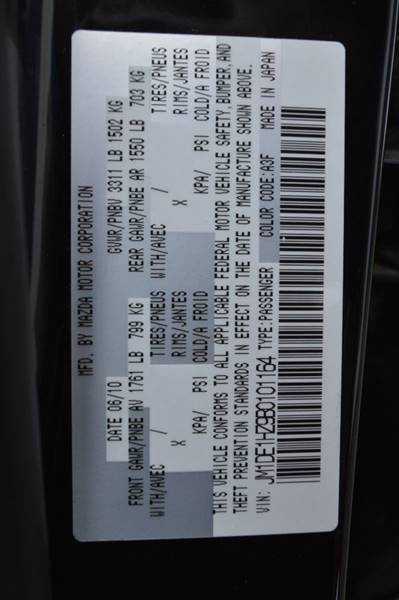 MFD. BY MAZDA MOTOR CORPORATION
DATE 06/10 GVWR/PNBV 3311 LB 1502 KG
FRONT GAWR/PNBE AV 1761 LB 799 KG REAR GAWR/PNBE AR 1550 LB 703 KG
WITH/AVEC / TIRES/PNEUS WITH/AVEC / TIRES/PNEUS
X RIMS/JANTES X RIMS/JANTES
KPA/ PSI COLD/A FROID KPA/ PSI COLD/A FROID
THIS VEHICLE CONFORMS TO ALL APPLICABLE FEDERAL MOTOR VEHICLE SAFETY, BUMPER, AND
THEFT PREVENTION STANDARDS IN EFFECT ON THE DATE OF MANUFACTURE SHOWN ABOVE.
VIN: JM1DE1HZ9B0101164 TYPE:PASSENGER COLOR CODE:A3F MADE IN JAPAN